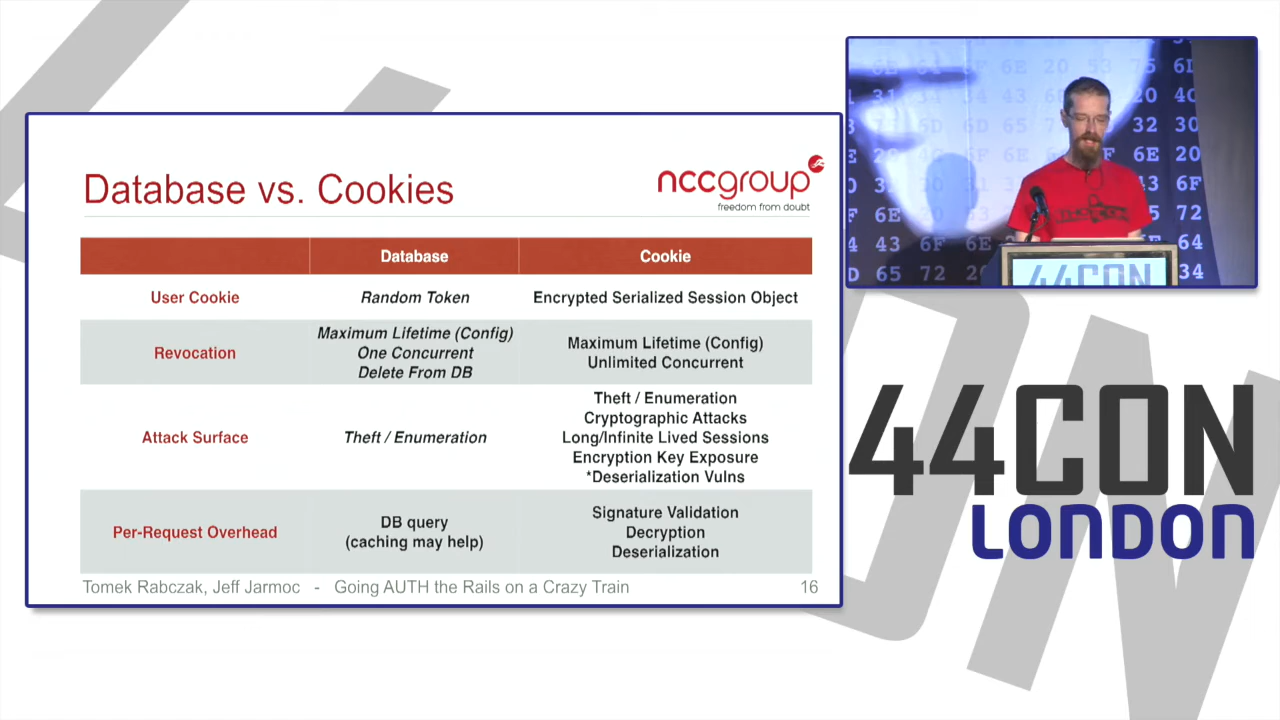 Database vs. Cookies
nccgroup
freedom from doubt
Database Cookie
User Cookie Random Token Encrypted Serialized Session Object
Revocation
Maximum Lifetime (Config)
One Concurrent
Delete From DB
Maximum Lifetime (Config)
Unlimited Concurrent
Attack Surface
Theft / Enumeration
Theft / Enumeration
Cryptographic Attacks
Long/Infinite Lived Sessions
Encryption Key Exposure
*Deserialization Vulns
Per-Request Overhead
DB query
(caching may help)
Signature Validation
Decryption
Deserialization
Tomek Rabczak, Jeff Jarmoc - Going AUTH the Rails on a Crazy Train 16
44CON
44CON
LONDON